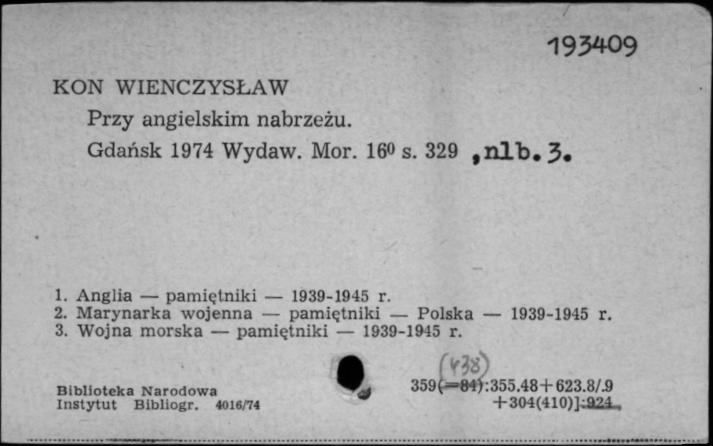 193409
KON WIENCZYSŁAW
Przy angielskim nabrzeżu.
Gdańsk 1974 Wydaw. Mor. 16⁰ s. 329 , nlb. 3.
1. Anglia — pamiętniki — 1939-1945 r.
2. Marynarka wojenna — pamiętniki — Polska — 1939-1945 r.
3. Wojna morska — pamiętniki — 1939-1945 r.
(438)
359(=84):355.48+623.8/.9
Biblioteka Narodowa
+304(410)]:924
Instytut Bibliogr. 4016/74